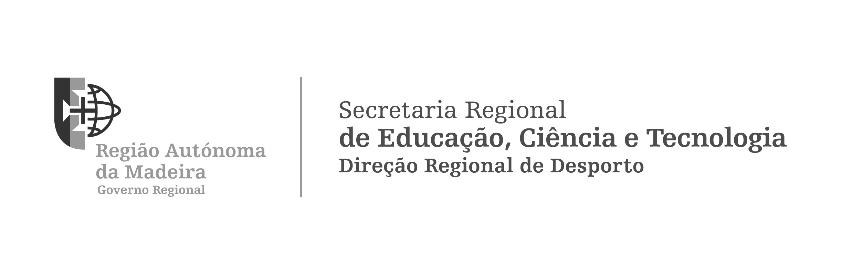 Região Autónoma
da Madeira
Governo Regional
Secretaria Regional
de Educação, Ciência e Tecnologia
Direção Regional de Desporto